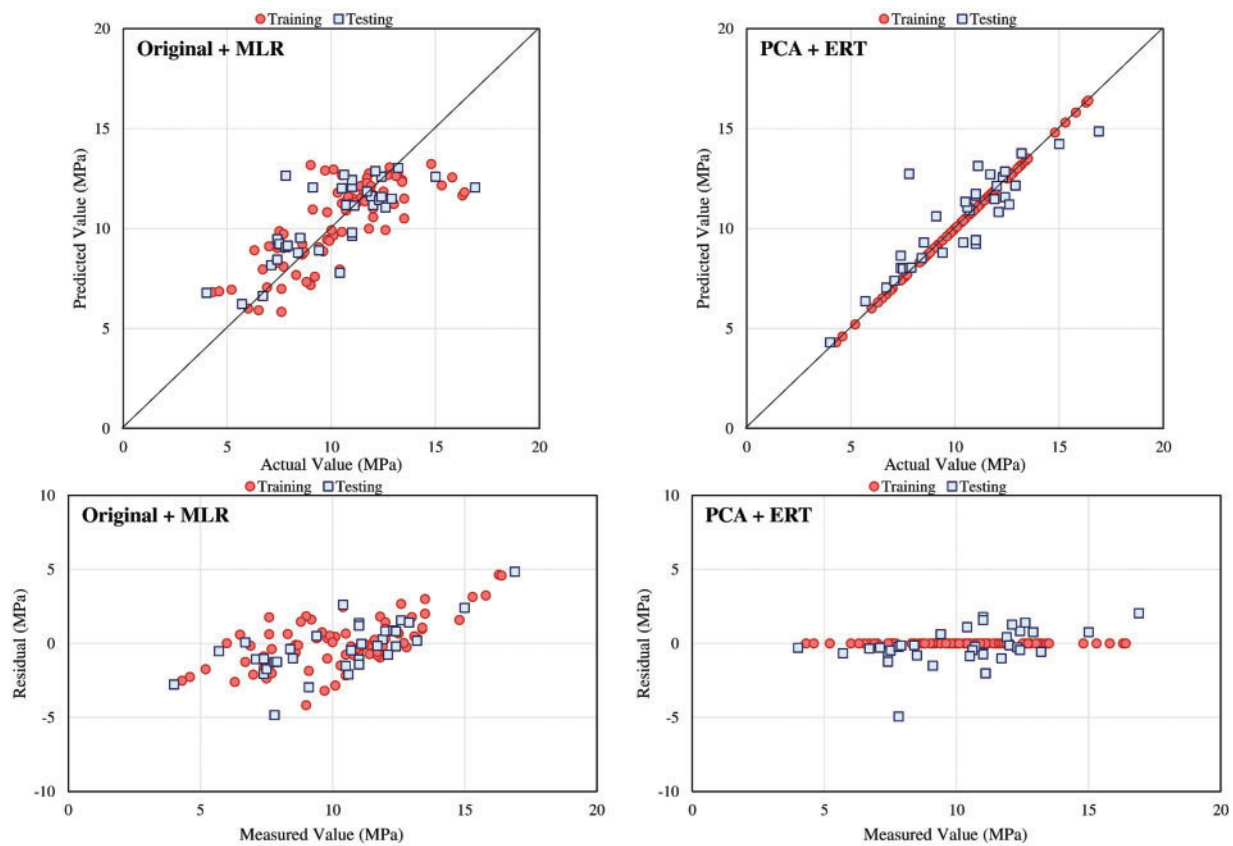 Training Testing
Original + MLR
20
15
10
5
0
Predicted Value (MPa)
0 5 10 15 20
Actual Value (MPa)
Training Testing
PCA + ERT
20
15
10
5
0
Predicted Value (MPa)
0 5 10 15 20
Actual Value (MPa)
Training Testing
Original + MLR
10
5
0
-5
-10
Residual (MPa)
0 5 10 15 20
Measured Value (MPa)
Training Testing
PCA + ERT
10
5
0
-5
-10
Residual (MPa)
0 5 10 15 20
Measured Value (MPa)